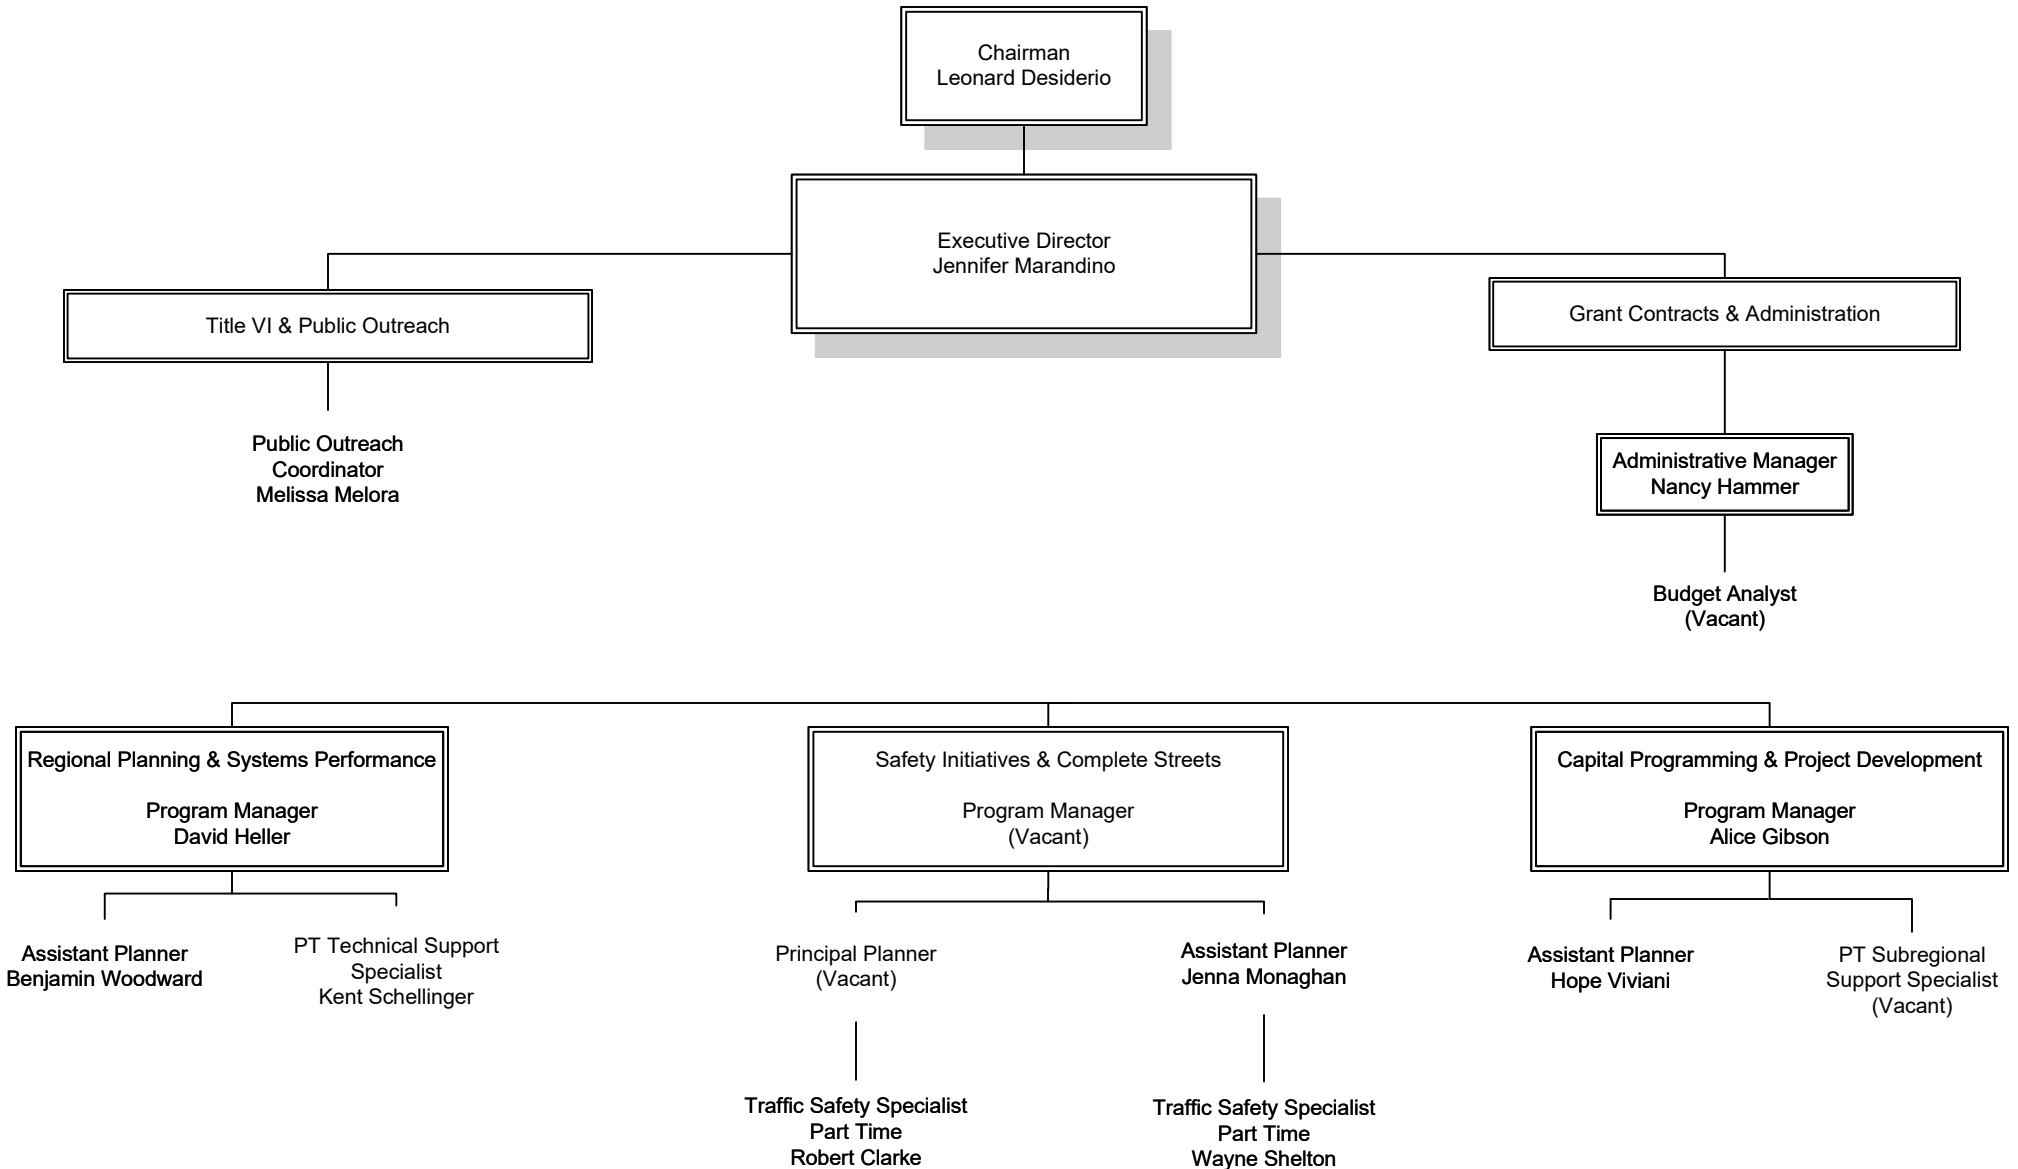 Chairman
Leonard Desiderio
Executive Director
Jennifer Marandino
Title VI & Public Outreach
Grant Contracts & Administration
Public Outreach
Coordinator
Melissa Melora
Administrative Manager
Nancy Hammer
Budget Analyst
(Vacant)
Regional Planning & Systems Performance
Program Manager
David Heller
Safety Initiatives & Complete Streets
Program Manager
(Vacant)
Capital Programming & Project Development
Program Manager
Alice Gibson
Assistant Planner
Benjamin Woodward
PT Technical Support
Specialist
Kent Schellinger
Principal Planner
(Vacant)
Assistant Planner
Jenna Monaghan
Assistant Planner
Hope Viviani
PT Subregional
Support Specialist
(Vacant)
Traffic Safety Specialist
Part Time
Robert Clarke
Traffic Safety Specialist
Part Time
Wayne Shelton